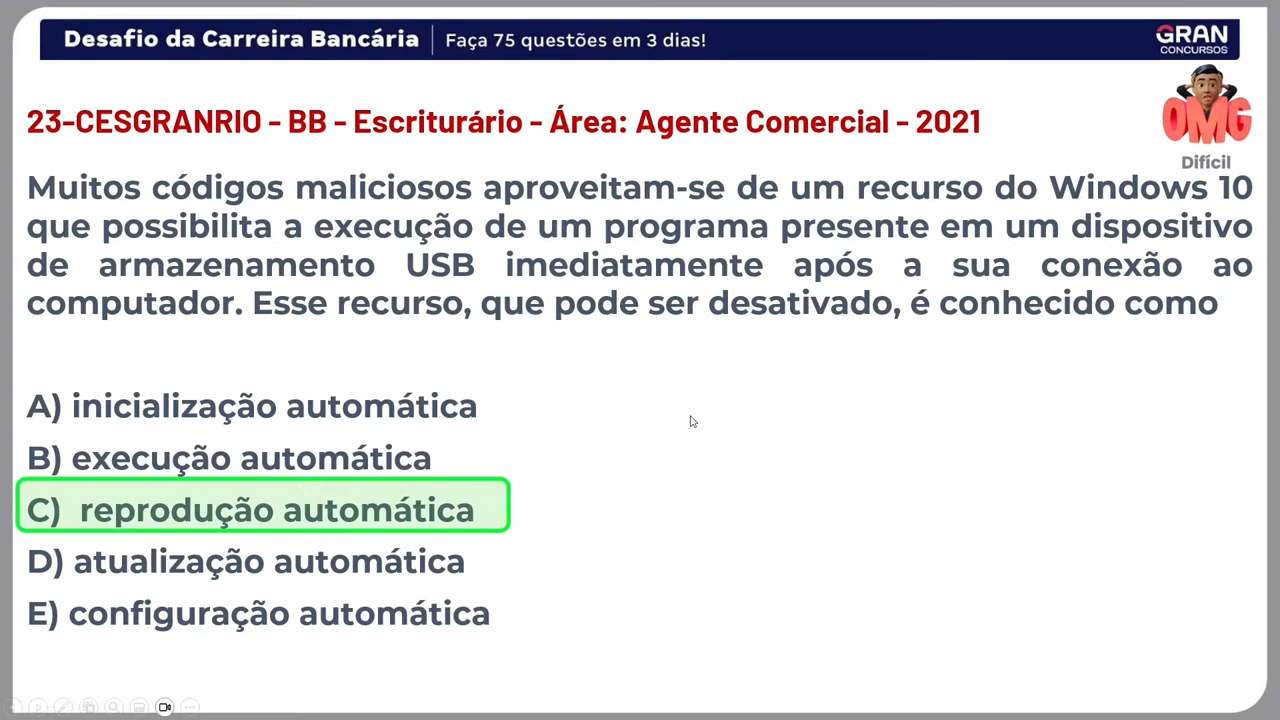 Desafio da Carreira Bancária | Faça 75 questões em 3 dias!
GRAN
CONCURSOS
OMG
Difícil
23-CESGRANRIO - BB - Escriturário - Área: Agente Comercial - 2021
Muitos códigos maliciosos aproveitam-se de um recurso do Windows 10
que possibilita a execução de um programa presente em um dispositivo
de armazenamento USB imediatamente após a sua conexão ao
computador. Esse recurso, que pode ser desativado, é conhecido como
A) inicialização automática
B) execução automática
C) reprodução automática
D) atualização automática
E) configuração automática